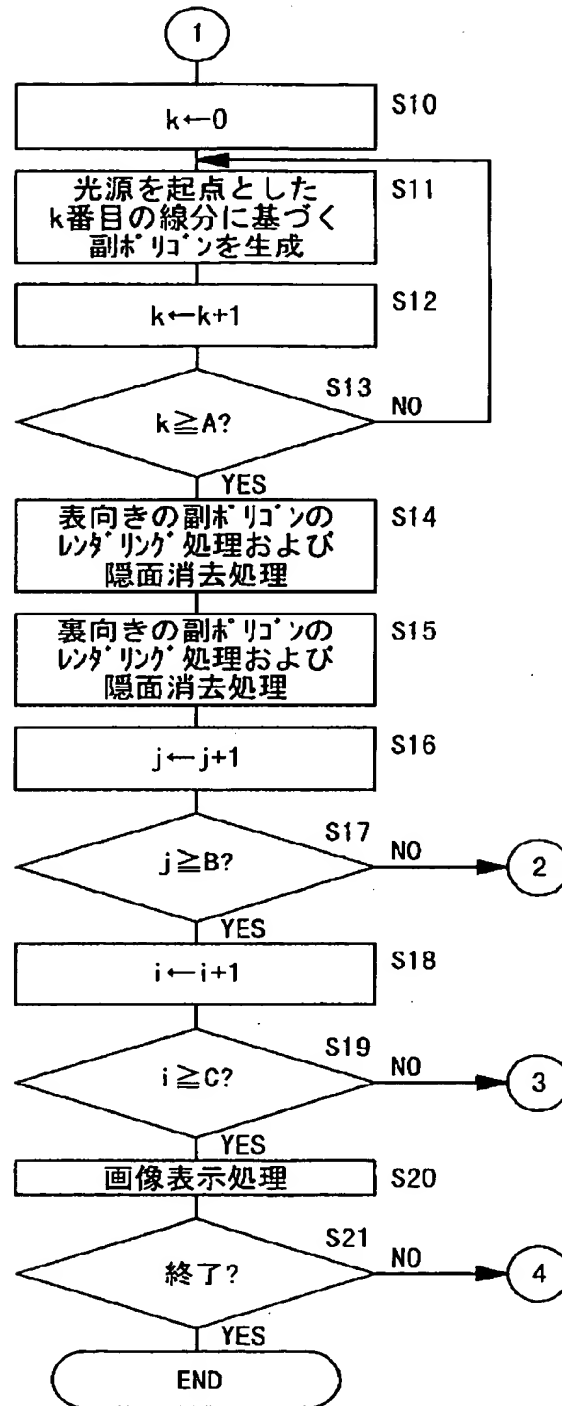 1
k←0
S10
光源を起点とした
k番目の線分に基づく
副ポリゴンを生成
S11
k←k+1
S12
k≧A?
S13
NO
YES
表向きの副ポリゴンの
レンダリング処理および
隠面消去処理
S14
裏向きの副ポリゴンの
レンダリング処理および
隠面消去処理
S15
j←j+1
S16
j≧B?
S17
NO
2
YES
i←i+1
S18
i≧C?
S19
NO
3
YES
画像表示処理
S20
終了?
S21
NO
4
YES
END